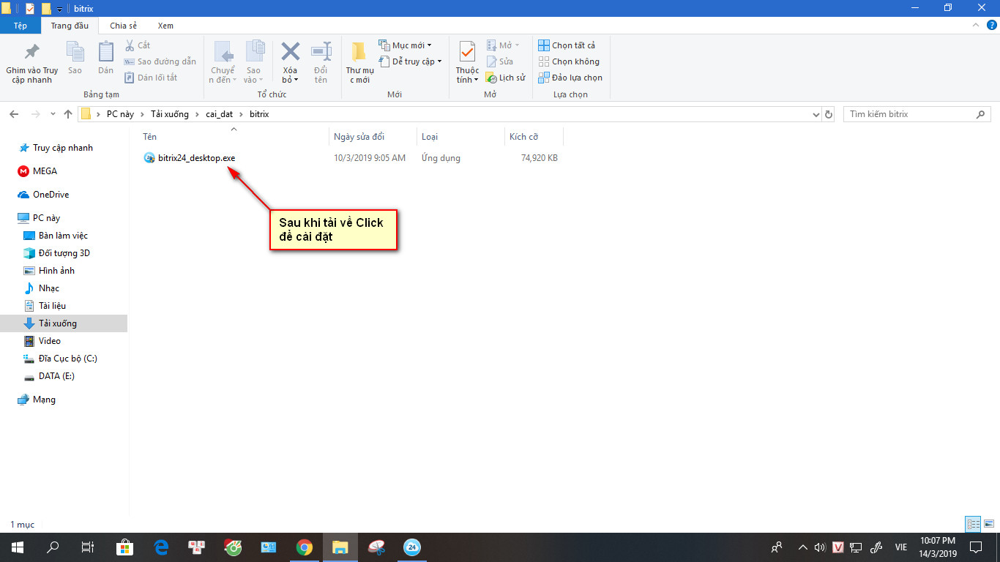 bitrix
Tệp Trang đầu Chia sẻ Xem
Ghim vào Truy cập nhanh
Sao
Dán
Cắt
Sao đường dẫn
Dán lối tắt
Bảng tạm
Chuyể
n đến
Sao
vào
Xóa
bỏ
Đổi
tên
Tổ chức
Thư mụ
c mới
Mục mới
Dễ truy cập
Mới
Thuộc
tính
Mở
Sửa
Lịch sử
Mở
Chọn tất cả
Chọn không
Đảo lựa chọn
Lựa chọn
PC này Tải xuống cai_dat bitrix
Tìm kiếm bitrix
Tên Ngày sửa đổi Loại Kích cỡ
bitrix24_desktop.exe 10/3/2019 9:05 AM Ứng dụng 74,920 KB
Sau khi tải về Click
để cài đặt
Truy cập nhanh
MEGA
OneDrive
PC này
Bàn làm việc
Đối tượng 3D
Hình ảnh
Nhạc
Tài liệu
Tải xuống
Video
Đĩa Cục bộ (C:)
DATA (E:)
Mạng
1 mục
24
V
VIE
10:07 PM
14/3/2019